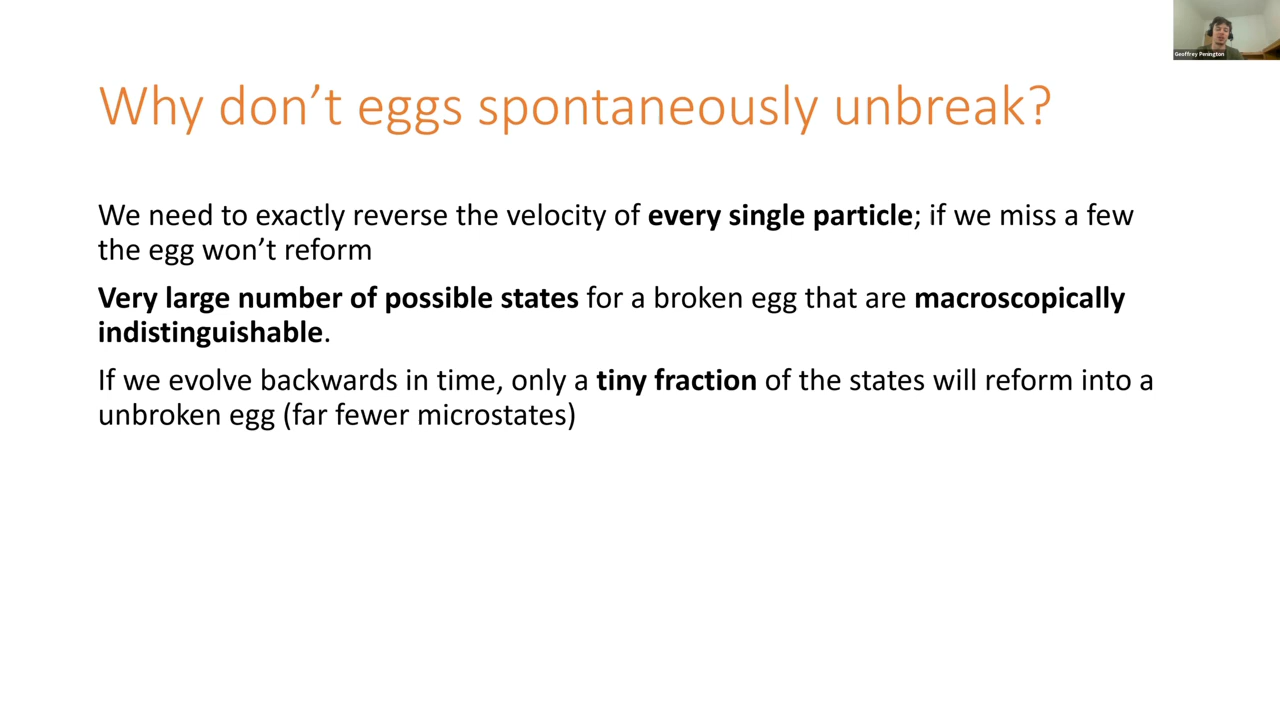 Geoffrey Penington
Why don't eggs spontaneously unbreak?
We need to exactly reverse the velocity of every single particle; if we miss a few
the egg won't reform
Very large number of possible states for a broken egg that are macroscopically
indistinguishable.
If we evolve backwards in time, only a tiny fraction of the states will reform into a
unbroken egg (far fewer microstates)